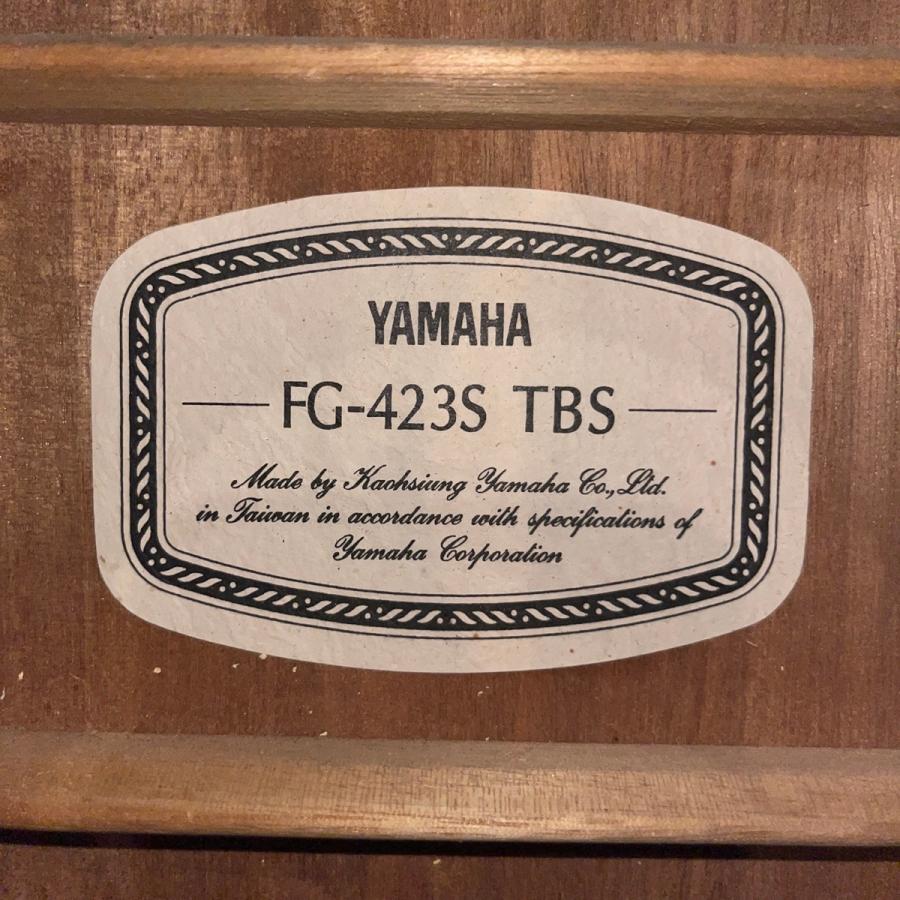 YAMAHA
FG-423S TBS
Made by Kaohsiung Yamaha Co., Ltd.
in Taiwan in accordance with specifications of
Yamaha Corporation